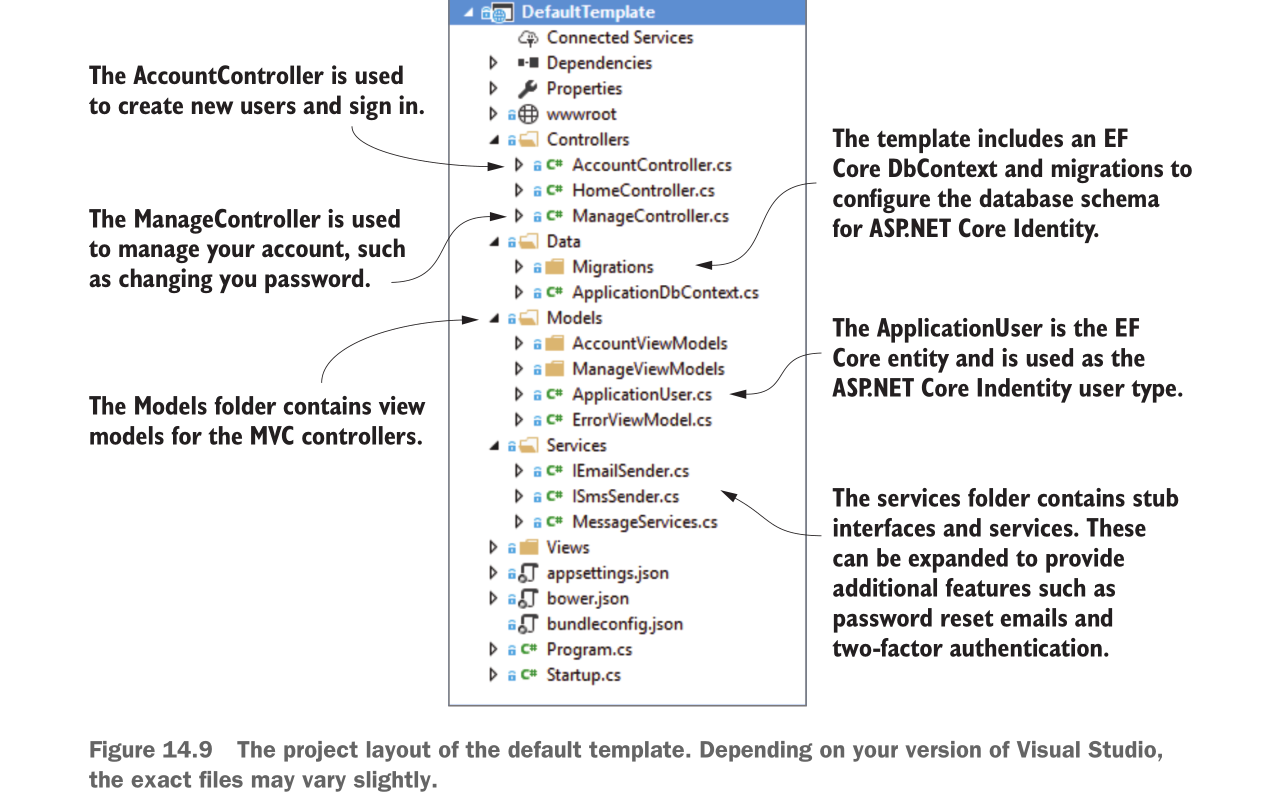 The AccountController is used
to create new users and sign in.
The ManageController is used
to manage your account, such
as changing you password.
The Models folder contains view
models for the MVC controllers.
DefaultTemplate
Connected Services
Dependencies
Properties
wwwroot
Controllers
C# AccountController.cs
C# HomeController.cs
C# ManageController.cs
Data
Migrations
C# ApplicationDbContext.cs
Models
AccountViewModels
ManageViewModels
C# ApplicationUser.cs
C# ErrorViewModel.cs
Services
C# IEmailSender.cs
C# ISmsSender.cs
C# MessageServices.cs
Views
appsettings.json
bower.json
bundleconfig.json
C# Program.cs
C# Startup.cs
The template includes an EF
Core DbContext and migrations to
configure the database schema
for ASP.NET Core Identity.
The ApplicationUser is the EF
Core entity and is used as the
ASP.NET Core Indentity user type.
The services folder contains stub
interfaces and services. These
can be expanded to provide
additional features such as
password reset emails and
two-factor authentication.
Figure 14.9 The project layout of the default template. Depending on your version of Visual Studio,
the exact files may vary slightly.